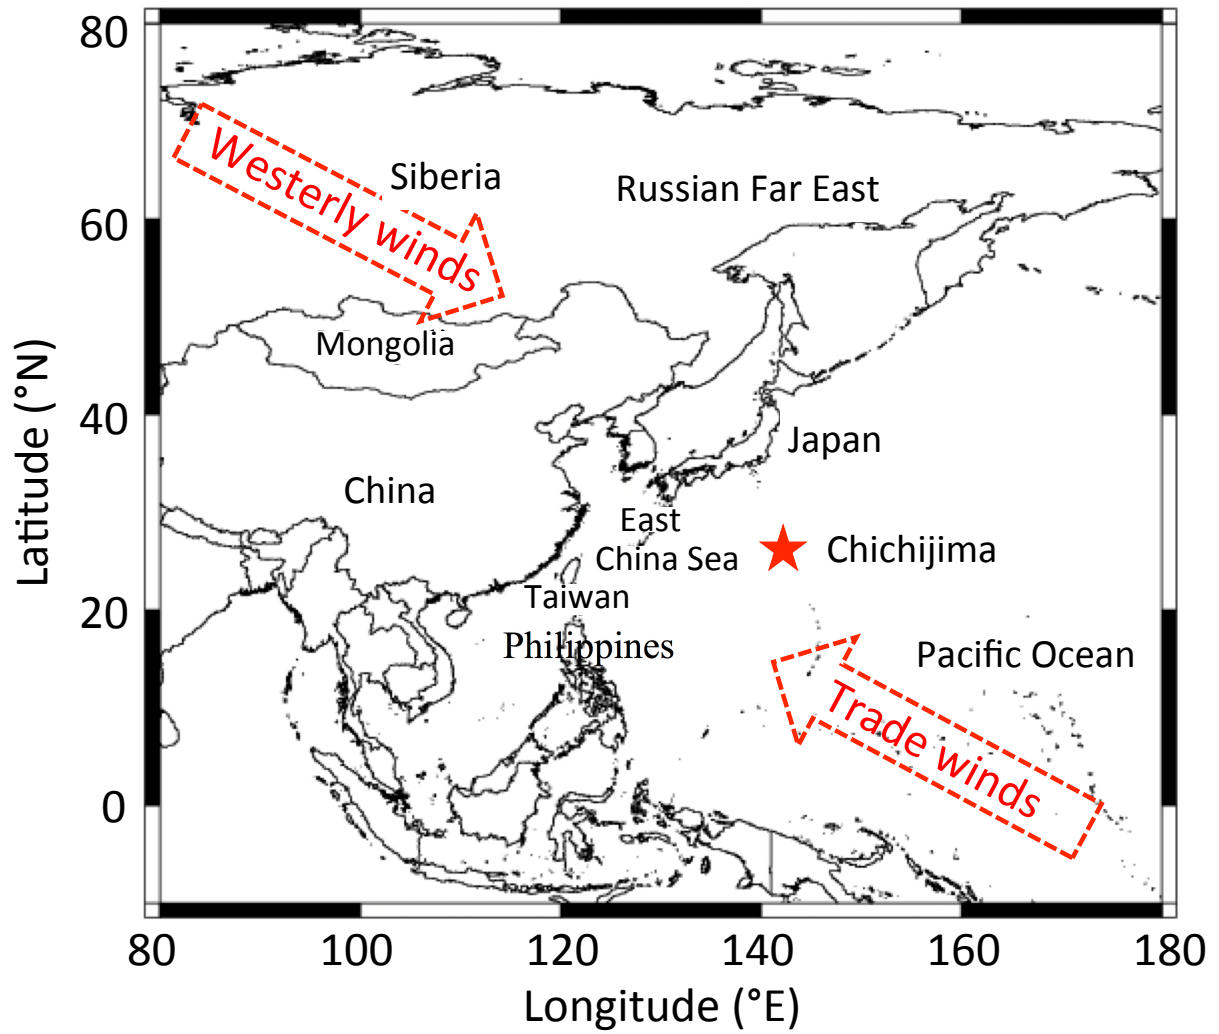 80
60
40
20
0
Latitude (°N)
Westerly winds
Siberia
Russian Far East
Mongolia
Japan
China
East
China Sea
Chichijima
Taiwan
Philippines
Pacific Ocean
Trade winds
80 100 120 140 160 180
Longitude (°E)